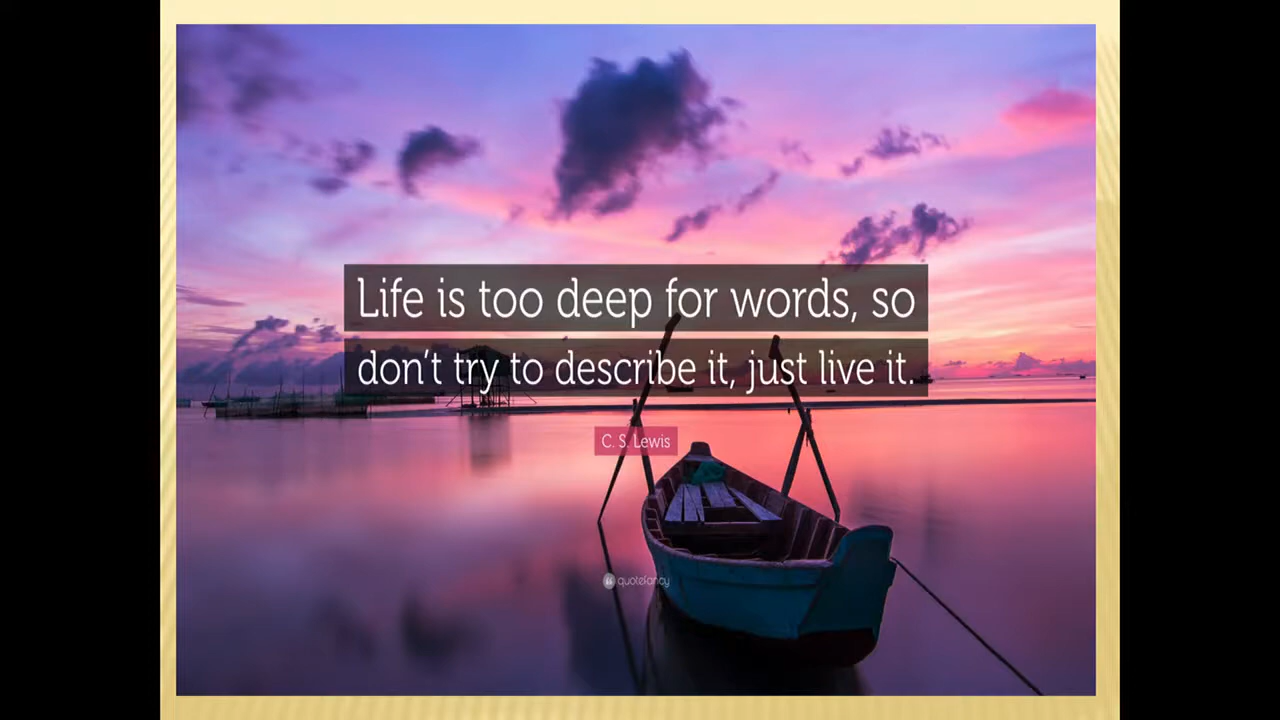 Life is too deep for words, so
don’t try to describe it, just live it.
C. S. Lewis
quotefancy